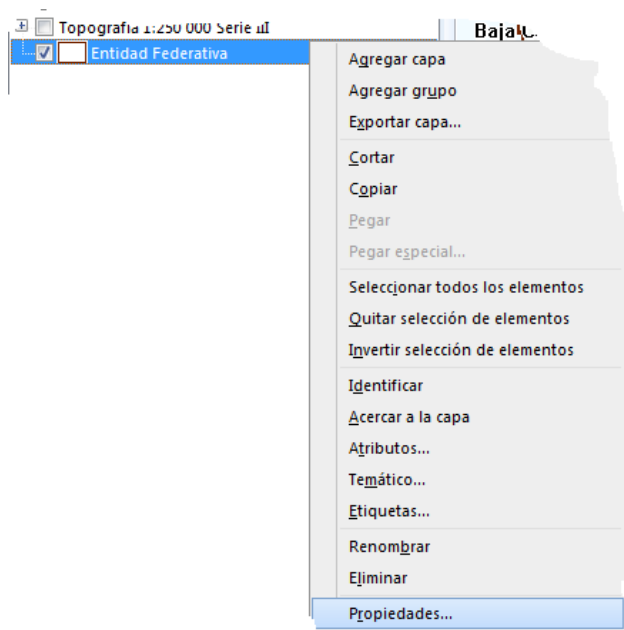 Topografía 1:250 000 Serie III
Entidad Federativa
Baja C.
Agregar capa
Agregar grupo
Exportar capa...
Cortar
Copiar
Pegar
Pegar especial...
Seleccionar todos los elementos
Quitar selección de elementos
Invertir selección de elementos
Identificar
Acercar a la capa
Atributos...
Temático...
Etiquetas...
Renombrar
Eliminar
Propiedades...